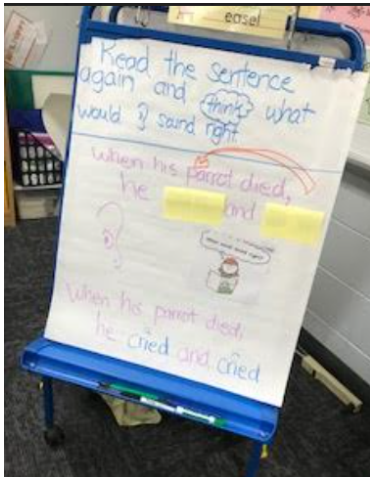 easel
Read the sentence
again and think what
would sound right.
When his parrot died,
he and
When his parrot died,
he cried and cried